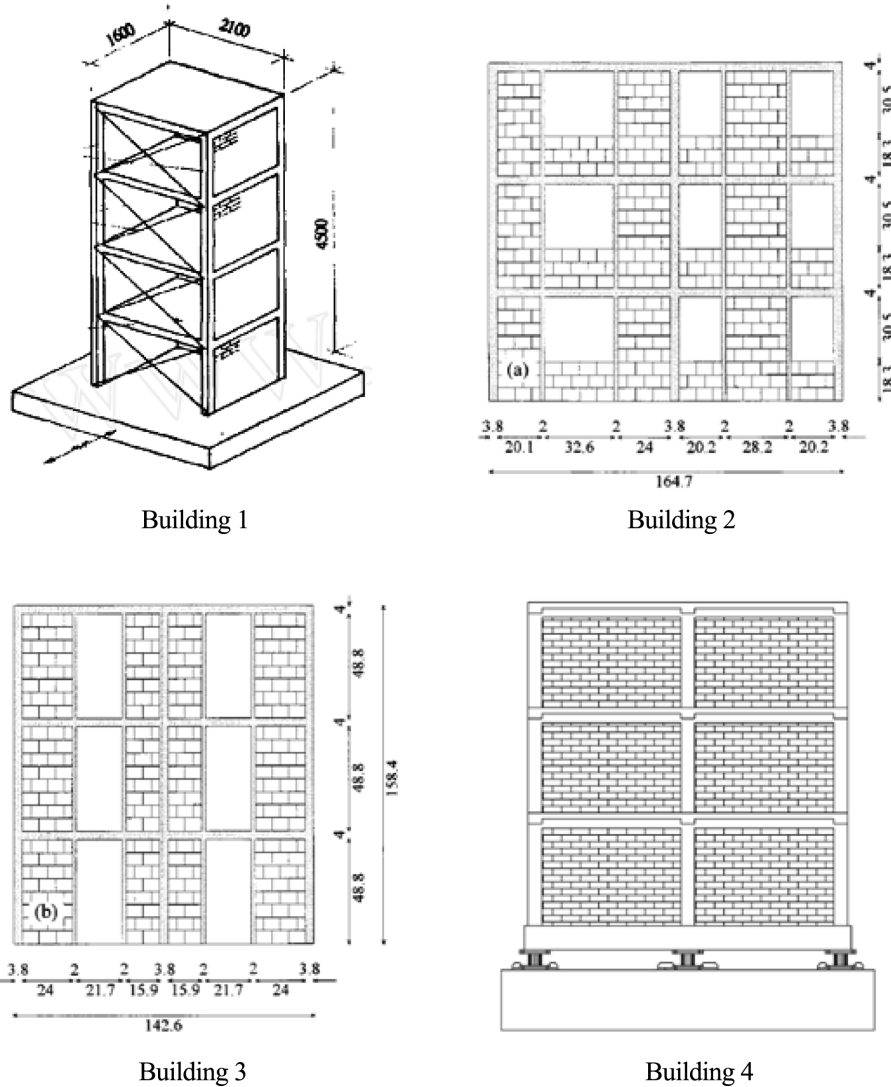 1600
2100
4500
WWW
Building 1
4
30.5
18.3
4
30.5
18.3
4
30.5
18.3
(a)
3.8 2 2 3.8 2 2 3.8
20.1 32.6 24 20.2 28.2 20.2
164.7
Building 2
4
48.8
4
48.8
4
48.8
158.4
(b)
3.8 2 2 3.8 2 2 3.8
24 21.7 15.9 15.9 21.7 24
142.6
Building 3
Building 4